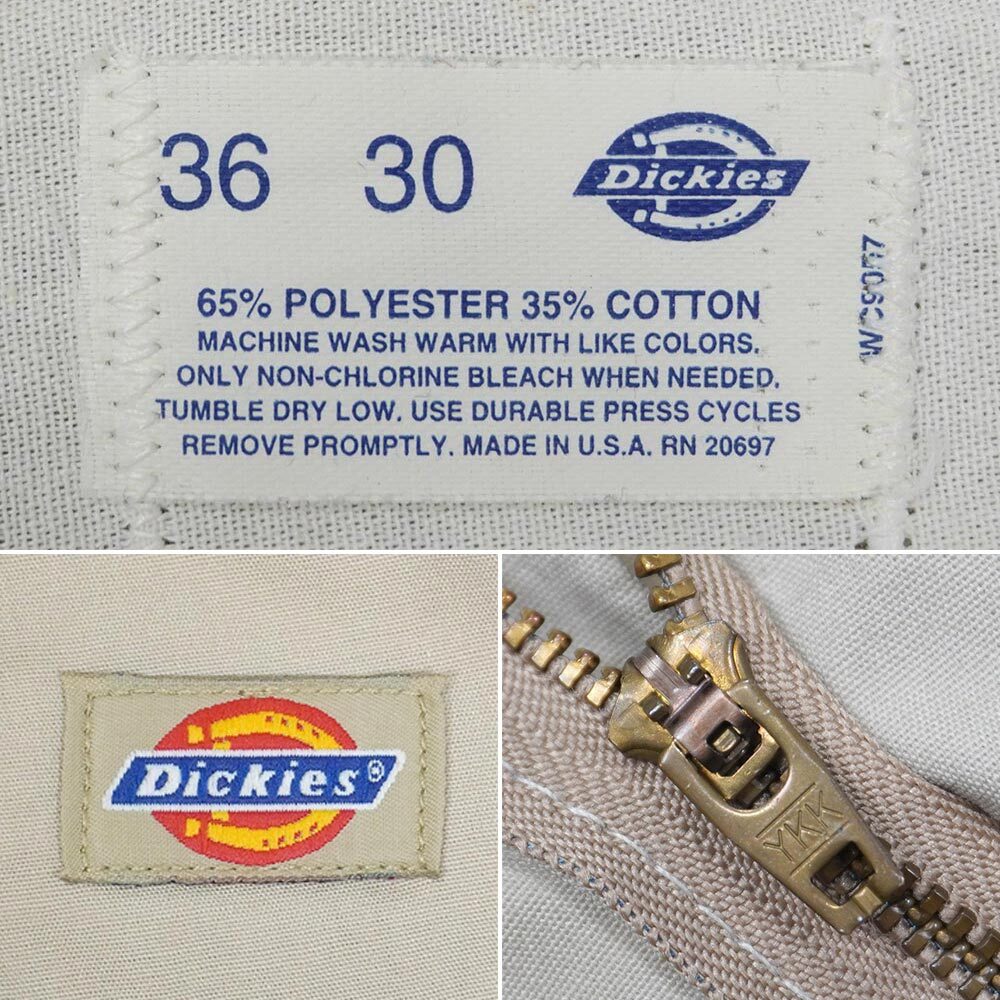 36 30
Dickies
65% POLYESTER 35% COTTON
MACHINE WASH WARM WITH LIKE COLORS.
ONLY NON-CHLORINE BLEACH WHEN NEEDED.
TUMBLE DRY LOW. USE DURABLE PRESS CYCLES
REMOVE PROMPTLY. MADE IN U.S.A. RN 20697
Dickies®
YKK